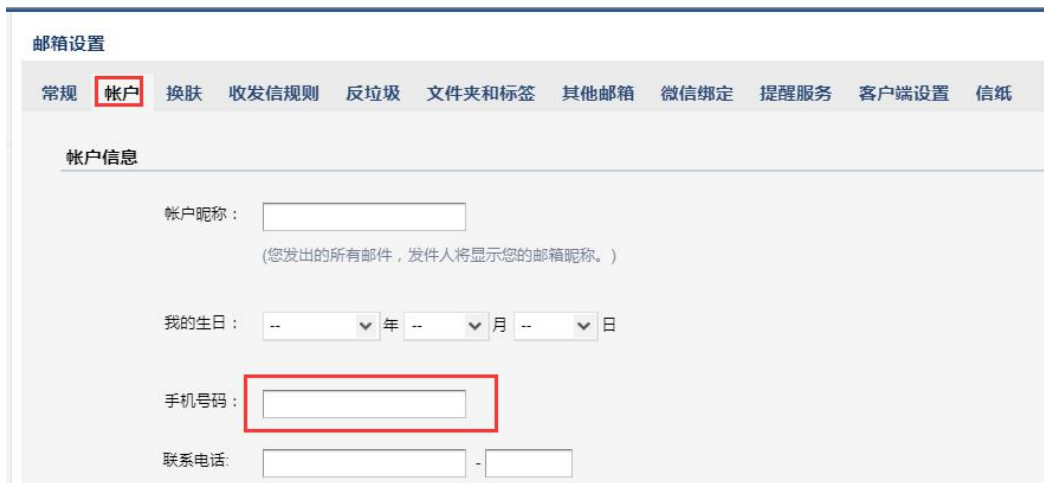 邮箱设置
常规 帐户 换肤 收发信规则 反垃圾 文件夹和标签 其他邮箱 微信绑定 提醒服务 客户端设置 信纸
帐户信息
帐户昵称：
(您发出的所有邮件，发件人将显示您的邮箱昵称。)
我的生日： -- 年 -- 月 -- 日
手机号码：
联系电话: -